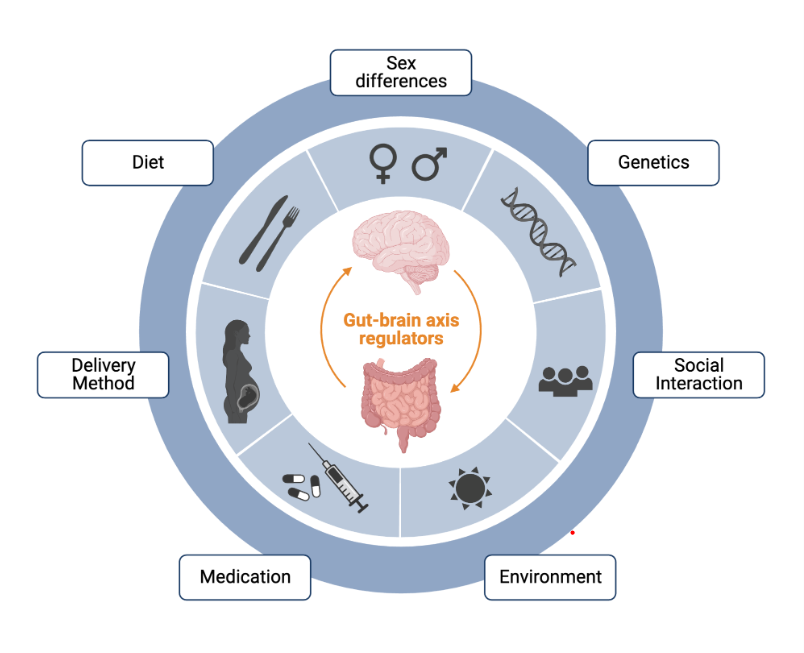 Sex
differences
Diet
Genetics
Gut-brain axis
regulators
Delivery
Method
Social
Interaction
Medication
Environment